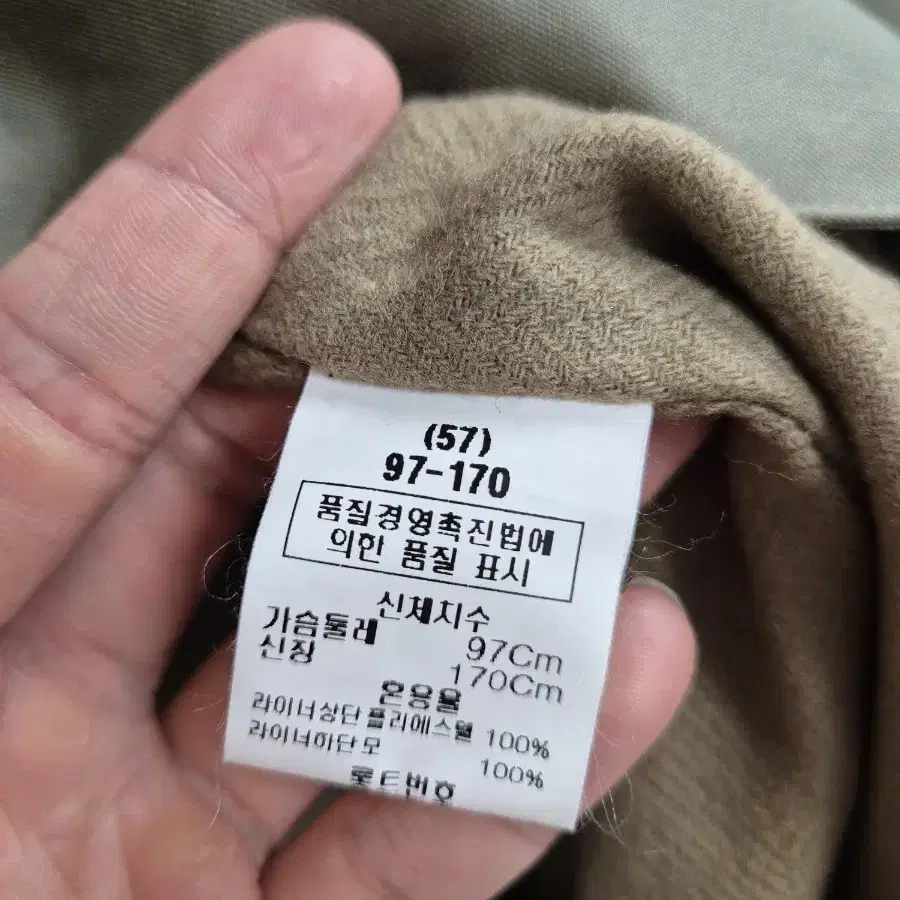 (57)
97-170
품질경영촉진법에
의한 품질 표시
신체치수
가슴둘레 97Cm
신장 170Cm
혼용율
라이너상단 폴리에스텔 100%
라이너하단 모 100%
롯트번호